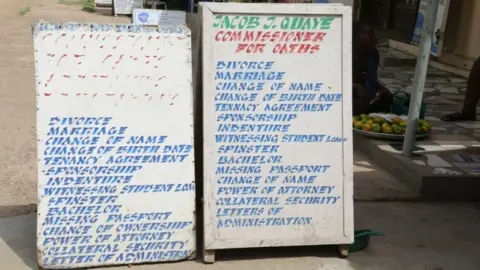 DIVORCE
MARRIAGE
CHANGE OF NAME
CHANGE OF BIRTH DATE
TENANCY AGREEMENT
SPONSORSHIP
INDENTURE
WITNESSING STUDENT LOAN
SPINSTER
BACHELOR
MISSING PASSPORT
CHANGE OF OWNERSHIP
POWER OF ATTORNEY
COLLATERAL SECURITY
LETTER OF ADMINISTRATION
JACOB J. QUAYE
COMMISSIONER
FOR OATHS
DIVORCE
MARRIAGE
CHANGE OF NAME
CHANGE OF BIRTH DATE
TENACY AGREEMENT
SPONSORSHIP
INDENTURE
WITNESSING STUDENT LOANS
SPINSTER
BACHELOR
MISSING PASSPORT
CHANGE OF NAME
POWER OF ATTORNEY
COLLATERAL SECURITY
LETTERS OF
ADMINISTRATION